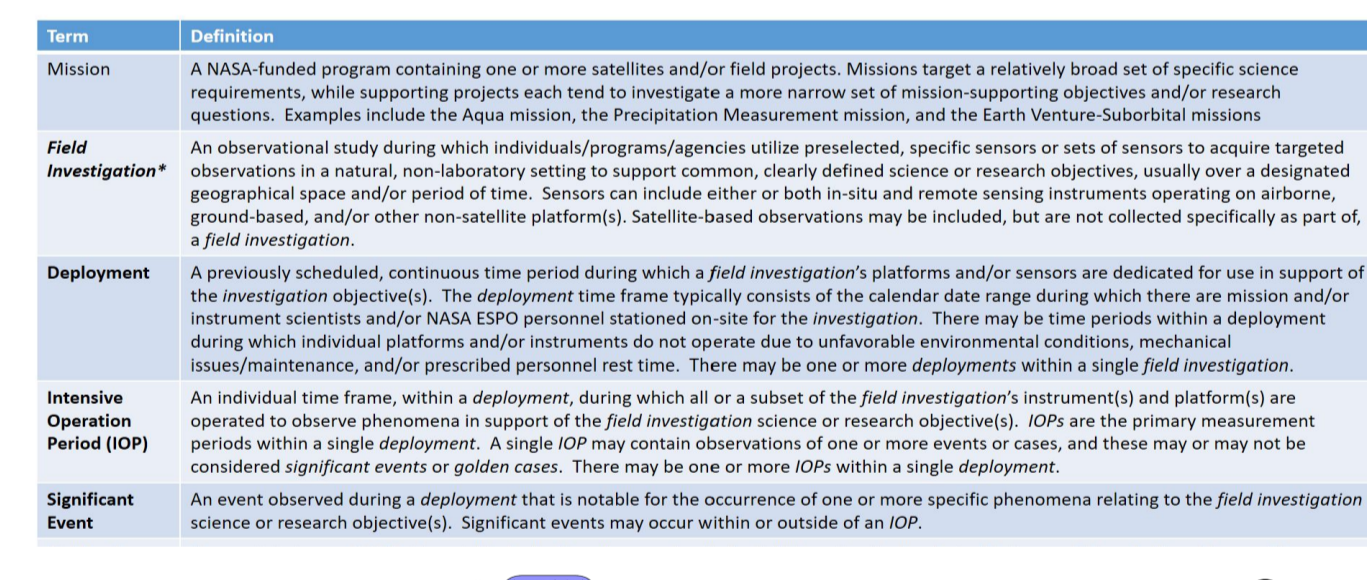 Term Definition
Mission A NASA-funded program containing one or more satellites and/or field projects. Missions target a relatively broad set of specific science
requirements, while supporting projects each tend to investigate a more narrow set of mission-supporting objectives and/or research
questions. Examples include the Aqua mission, the Precipitation Measurement mission, and the Earth Venture-Suborbital missions
Field An observational study during which individuals/programs/agencies utilize preselected, specific sensors or sets of sensors to acquire targeted
Investigation* observations in a natural, non-laboratory setting to support common, clearly defined science or research objectives, usually over a designated
geographical space and/or period of time. Sensors can include either or both in-situ and remote sensing instruments operating on airborne,
ground-based, and/or other non-satellite platform(s). Satellite-based observations may be included, but are not collected specifically as part of,
a field investigation.
Deployment A previously scheduled, continuous time period during which a field investigation's platforms and/or sensors are dedicated for use in support of
the investigation objective(s). The deployment time frame typically consists of the calendar date range during which there are mission and/or
instrument scientists and/or NASA ESPO personnel stationed on-site for the investigation. There may be time periods within a deployment
during which individual platforms and/or instruments do not operate due to unfavorable environmental conditions, mechanical
issues/maintenance, and/or prescribed personnel rest time. There may be one or more deployments within a single field investigation.
Intensive An individual time frame, within a deployment, during which all or a subset of the field investigation's instrument(s) and platform(s) are
Operation operated to observe phenomena in support of the field investigation science or research objective(s). IOPs are the primary measurement
Period (IOP) periods within a single deployment. A single IOP may contain observations of one or more events or cases, and these may or may not be
considered significant events or golden cases. There may be one or more IOPs within a single deployment.
Significant An event observed during a deployment that is notable for the occurrence of one or more specific phenomena relating to the field investigation
Event science or research objective(s). Significant events may occur within or outside of an IOP.